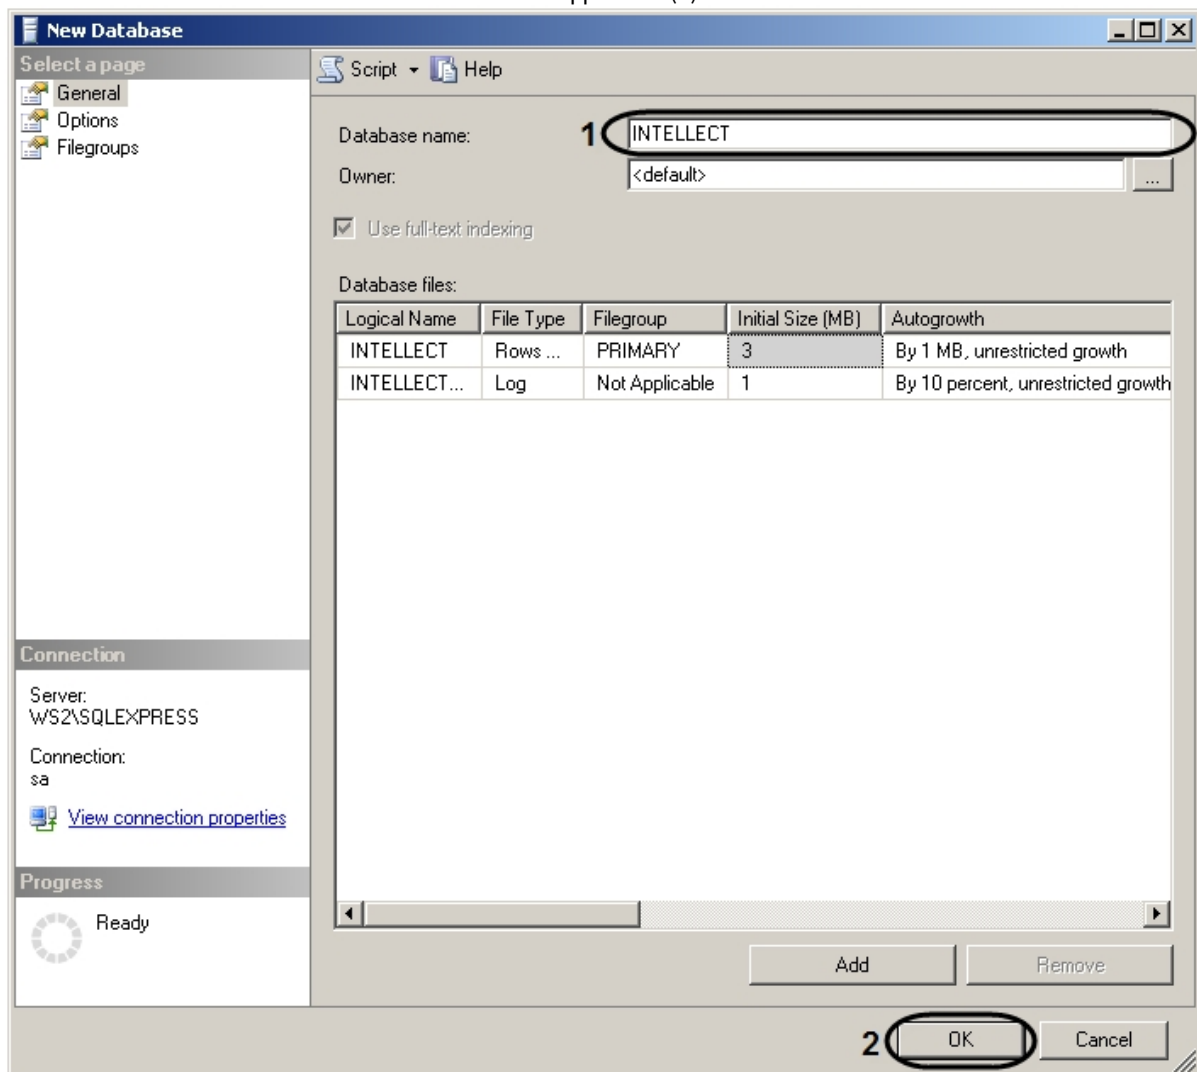 New Database
Select a page
General
Options
Filegroups
Script Help
Database name: 1 INTELLECT
Owner: <default> ...
Use full-text indexing
Database files:
Logical Name File Type Filegroup Initial Size (MB) Autogrowth
INTELLECT Rows ... PRIMARY 3 By 1 MB, unrestricted growth
INTELLECT... Log Not Applicable 1 By 10 percent, unrestricted growth
Connection
Server:
WS2\SQLEXPRESS
Connection:
sa
View connection properties
Progress
Ready
Add Remove
2 OK Cancel